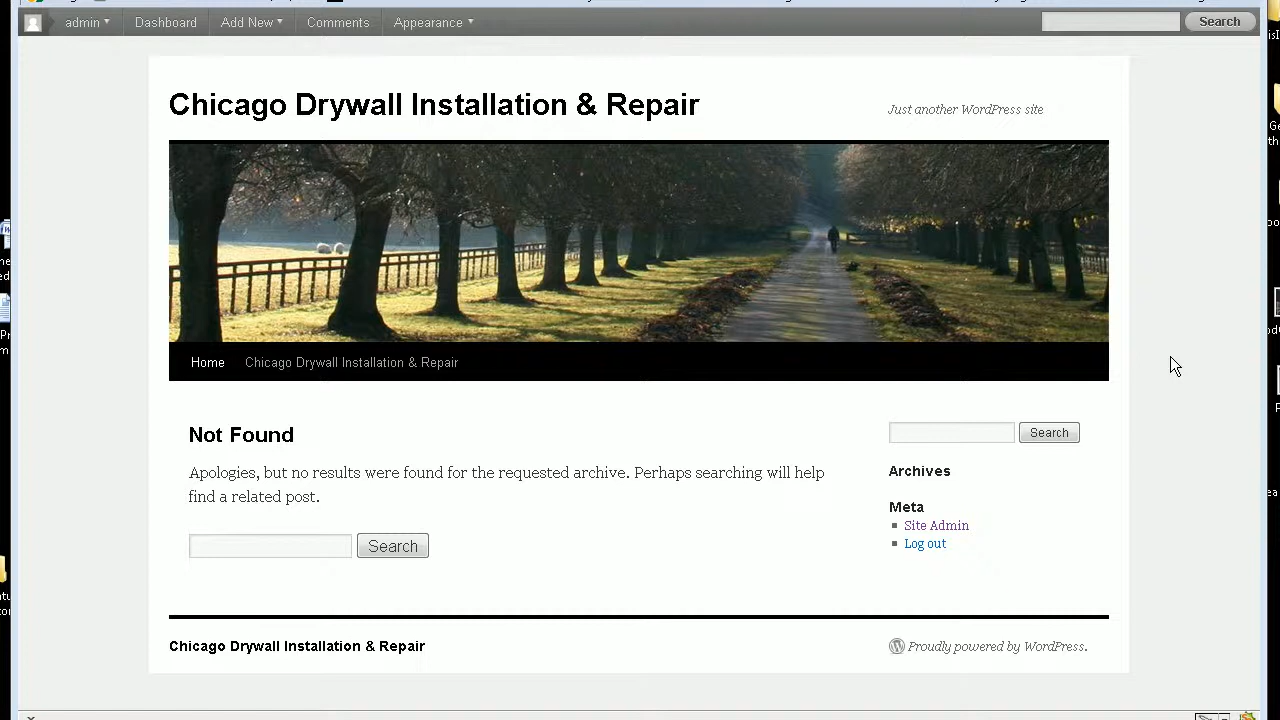 admin Dashboard Add New Comments Appearance Search
Chicago Drywall Installation & Repair
Just another WordPress site
Home Chicago Drywall Installation & Repair
Not Found
Apologies, but no results were found for the requested archive. Perhaps searching will help
find a related post.
Search
Search
Archives
Meta
Site Admin
Log out
Chicago Drywall Installation & Repair
Proudly powered by WordPress.